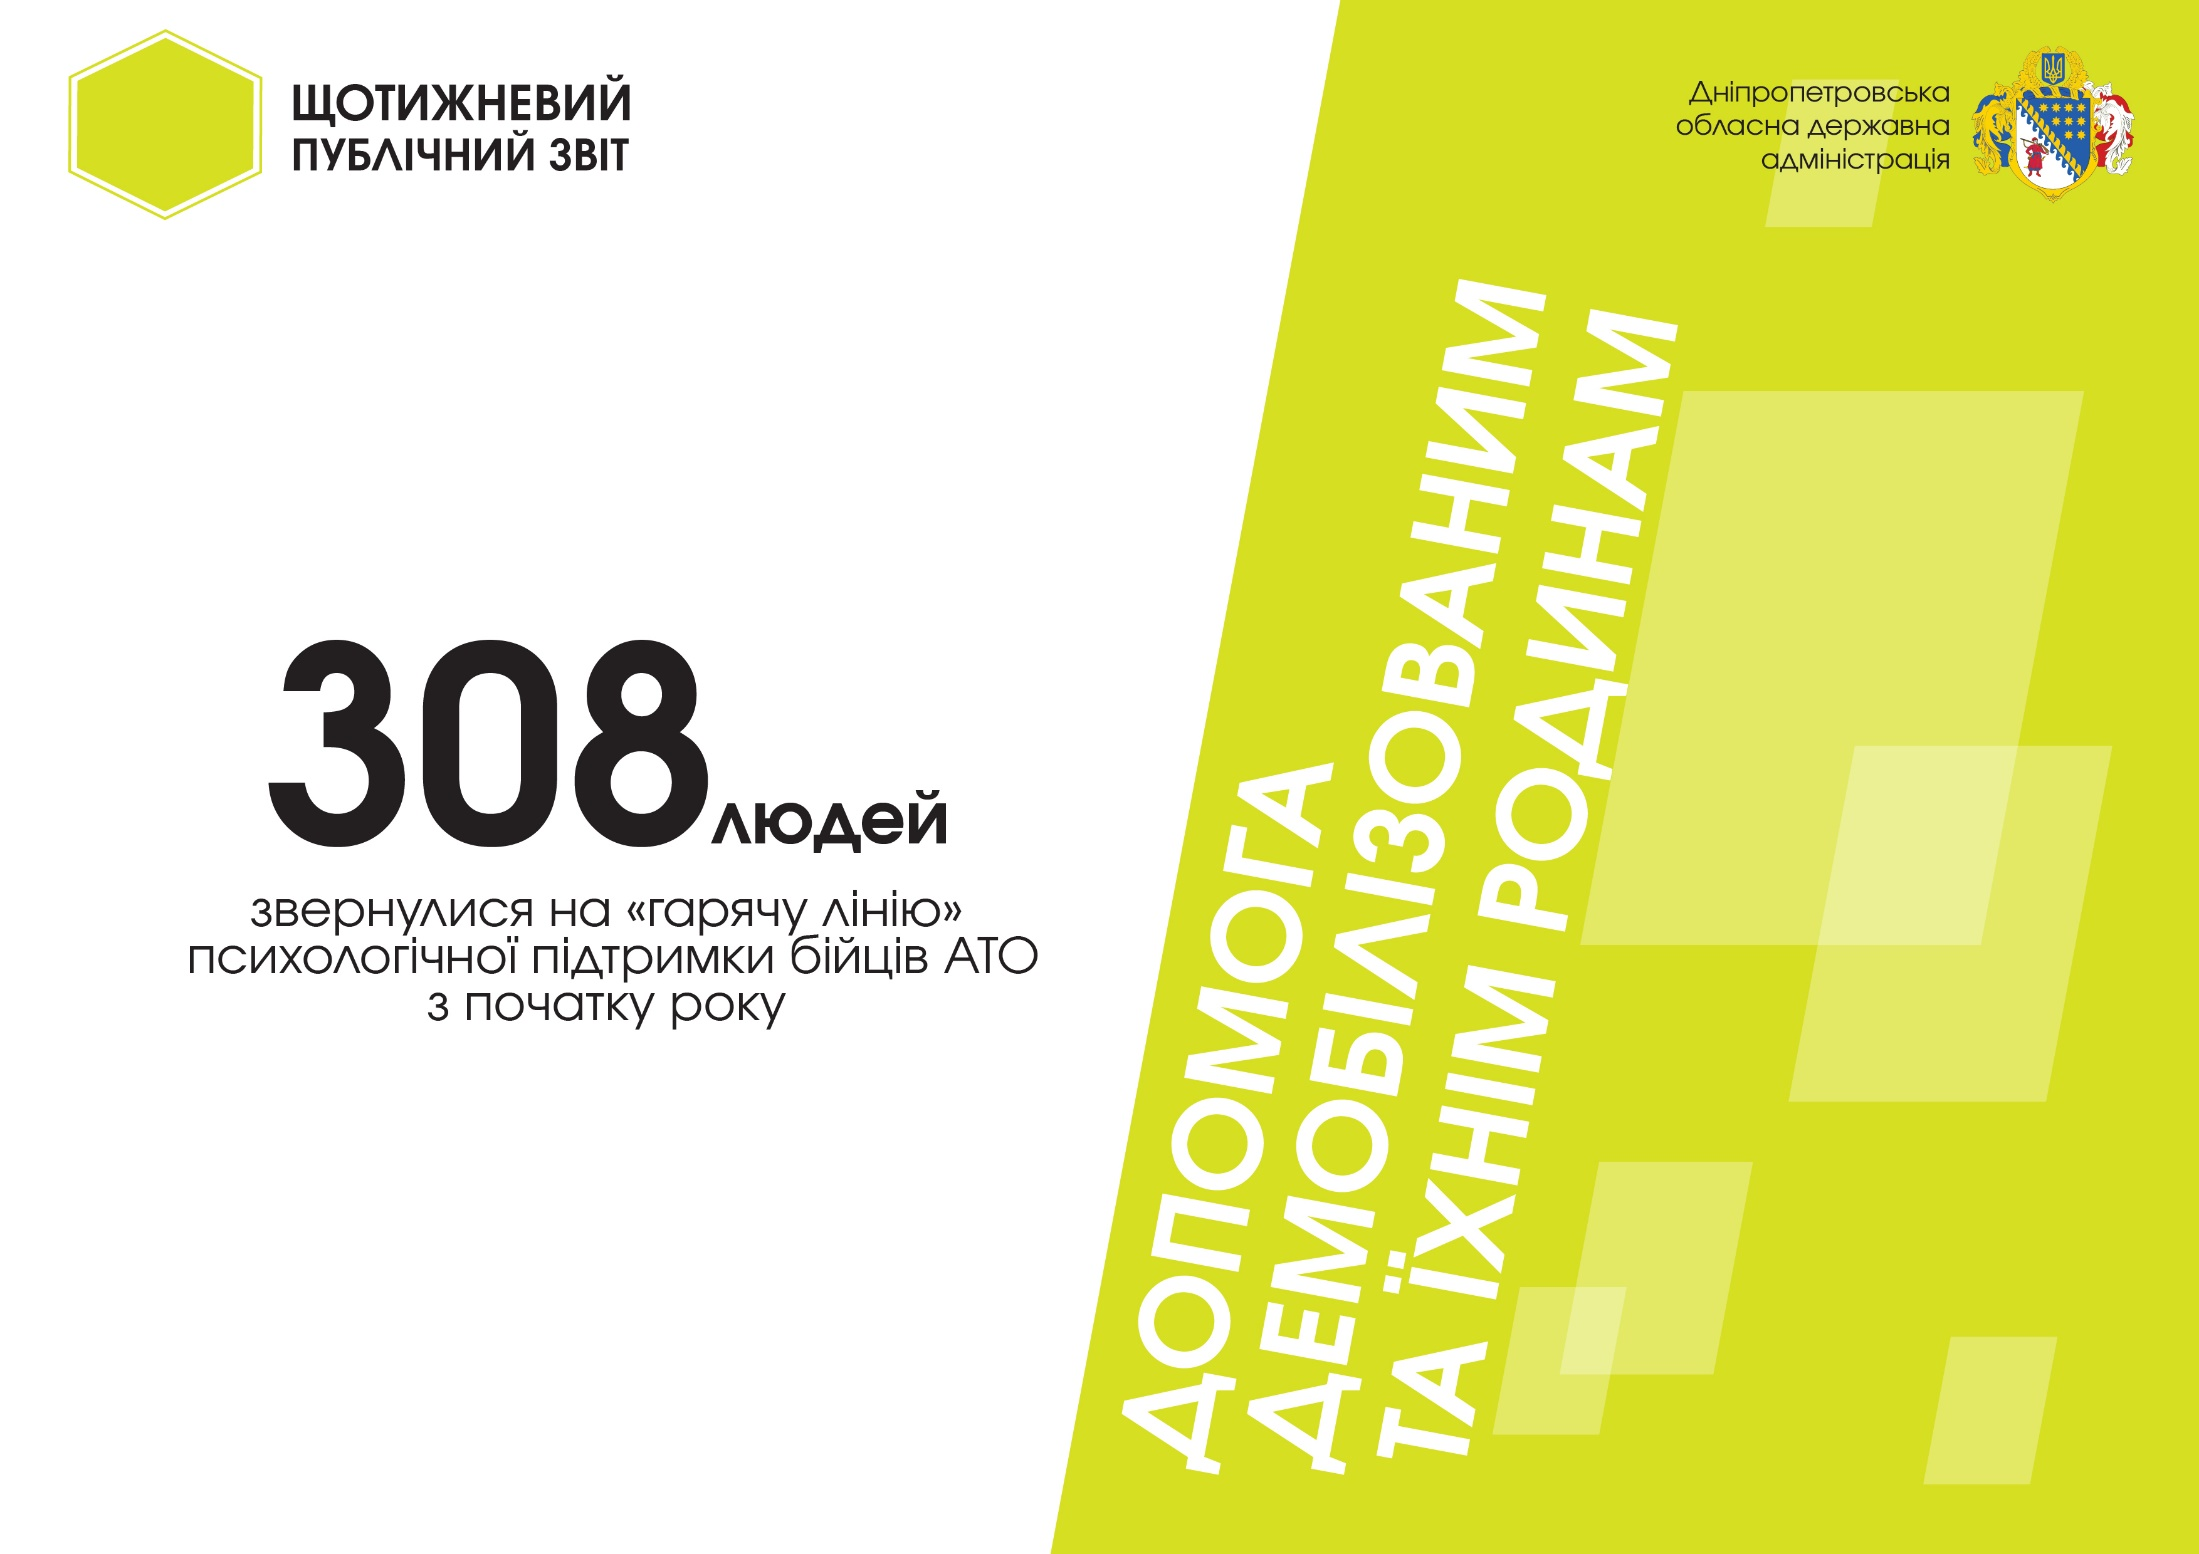 ЩОТИЖНЕВИЙ
ПУБЛІЧНИЙ ЗВІТ
Дніпропетровська
обласна державна
адміністрація
308 людей
звернулися на «гарячу лінію»
психологічної підтримки бійців АТО
з початку року
ДОПОМОГА
ДЕМОБІЛІЗОВАНИМ
ТА ЇХНІМ РОДИНАМ